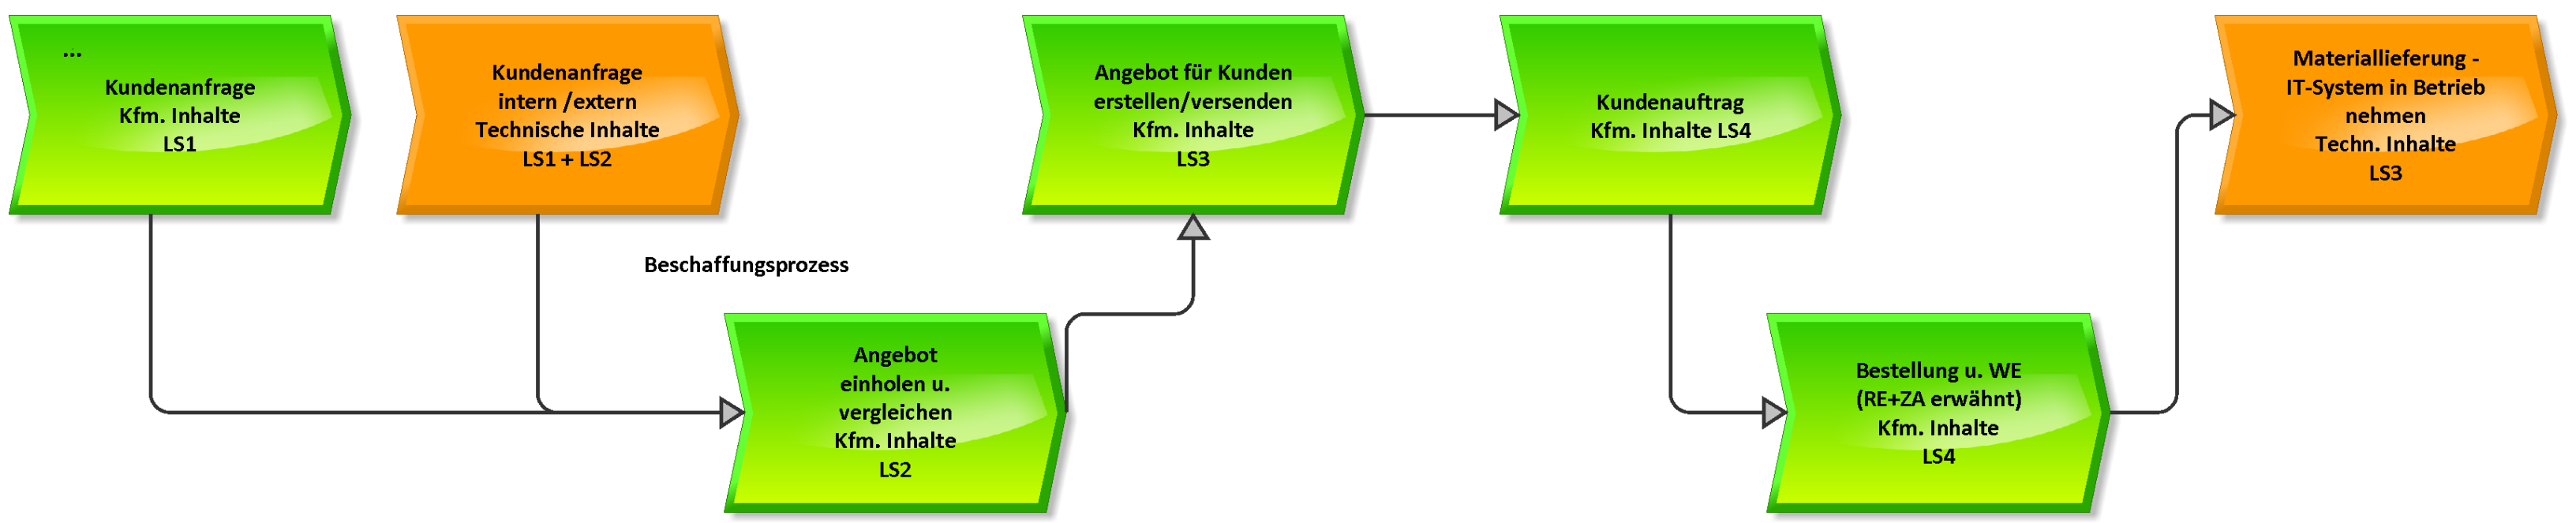 ...
Kundenanfrage
Kfm. Inhalte
LS1
Kundenanfrage
intern /extern
Technische Inhalte
LS1 + LS2
Beschaffungsprozess
Angebot
einholen u.
vergleichen
Kfm. Inhalte
LS2
Angebot für Kunden
erstellen/versenden
Kfm. Inhalte
LS3
Kundenauftrag
Kfm. Inhalte LS4
Bestellung u. WE
(RE+ZA erwähnt)
Kfm. Inhalte
LS4
Materiallieferung -
IT-System in Betrieb
nehmen
Techn. Inhalte
LS3